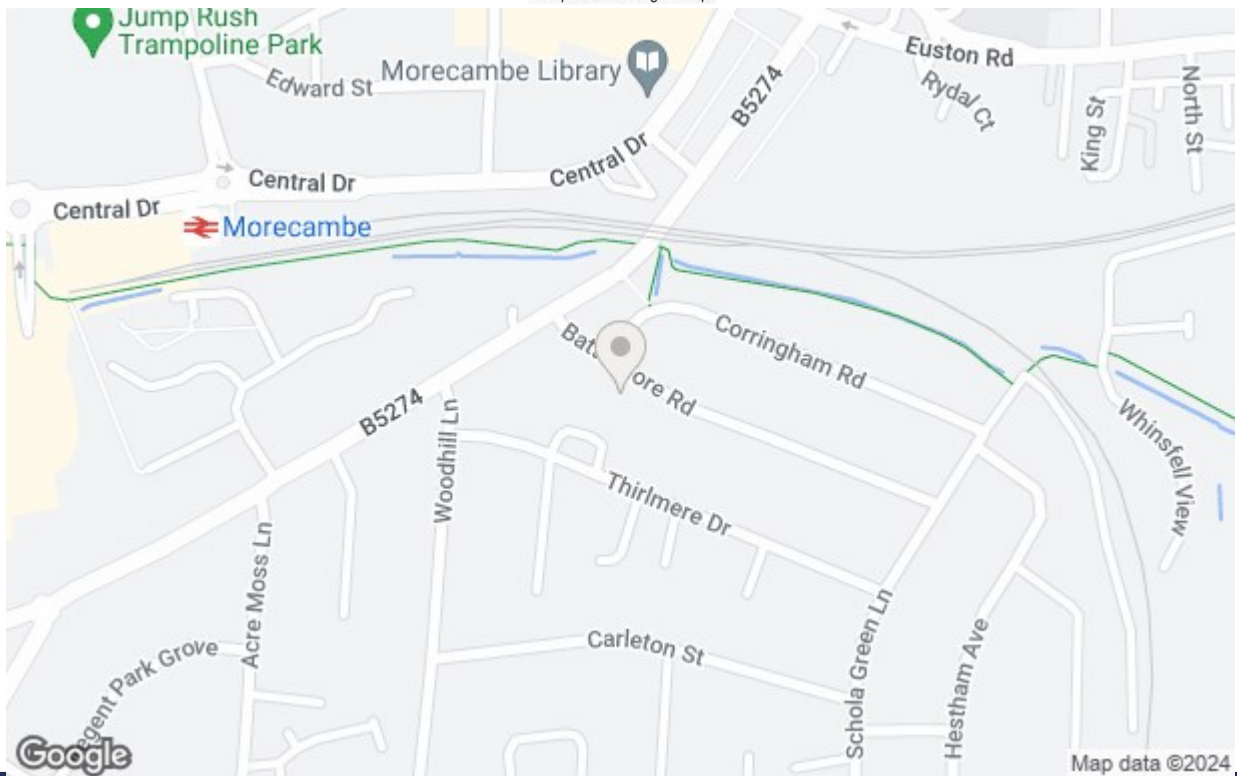 Jump Rush
Trampoline Park
Edward St
Morecambe Library
B5274
Euston Rd
Rydal Ct
King St
North St
Central Dr
Central Dr
Central Dr
Morecambe
Corringham Rd
B5274
Woodhill Ln
Thirlmere Dr
Whinsfell View
Acre Moss Ln
Carleton St
Schola Green Ln
Hestham Ave
Park Grove
Google
Map data ©2024